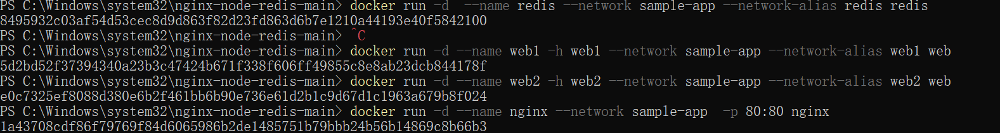 PS C:\Windows\system32\nginx-node-redis-main> docker run -d  --name redis --network sample-app --network-alias redis redis
8495932c03af54d53cec8d9d863f82d23fd863d6b7e1210a44193e40f5842100
PS C:\Windows\system32\nginx-node-redis-main> ^C
PS C:\Windows\system32\nginx-node-redis-main> docker run -d --name web1 -h web1 --network sample-app --network-alias web1 web
5d2bd52f37394340a23b3c47424b671f338f606ff49855c8e8ab23dcb844178f
PS C:\Windows\system32\nginx-node-redis-main> docker run -d --name web2 -h web2 --network sample-app --network-alias web2 web
e0c7325ef8088d380e6b2f461bb6b90e736e61d2b1c9d67d1c1963a679b8f024
PS C:\Windows\system32\nginx-node-redis-main> docker run -d --name nginx --network sample-app  -p 80:80 nginx
1a43708cdf86f79769f84d6065986b2de1485751b79bbb24b56b14869c8b66b3